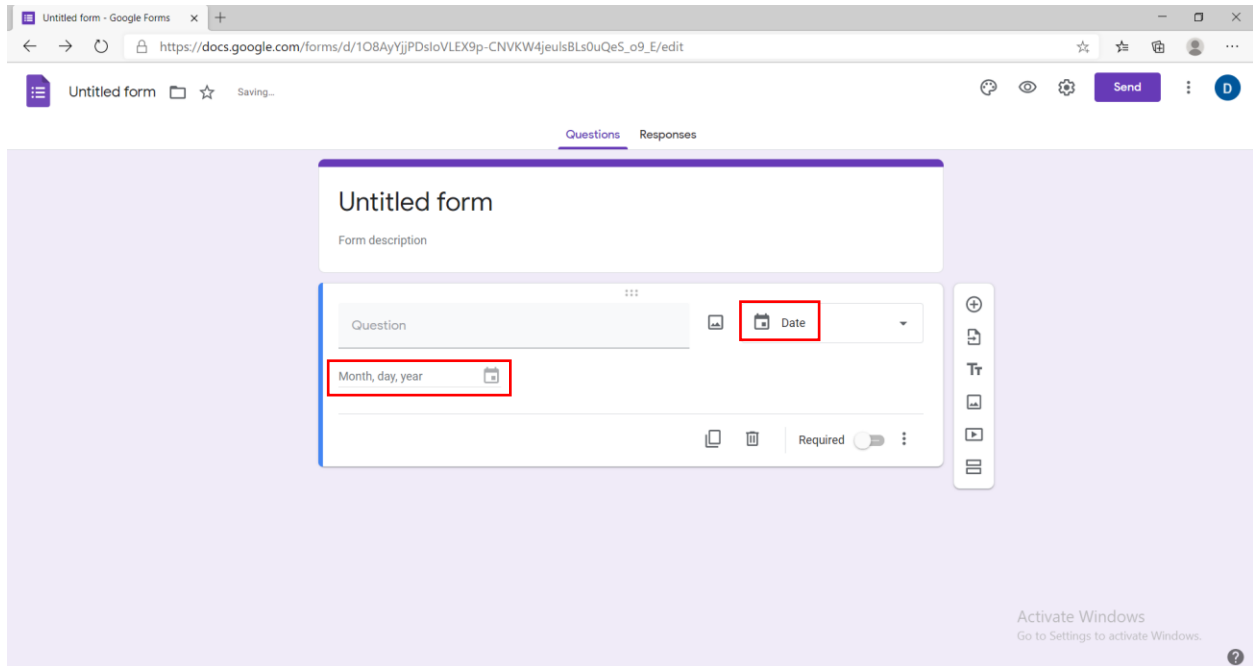 Untitled form - Google Forms
https://docs.google.com/forms/d/1O8AyYjjPDsIoVLEX9p-CNVKW4jeulsBLs0uQeS_o9_E/edit
Untitled form Saving... Send D
Questions Responses
Untitled form
Form description
Question Date
Month, day, year
Tт
Required
Activate Windows
Go to Settings to activate Windows.